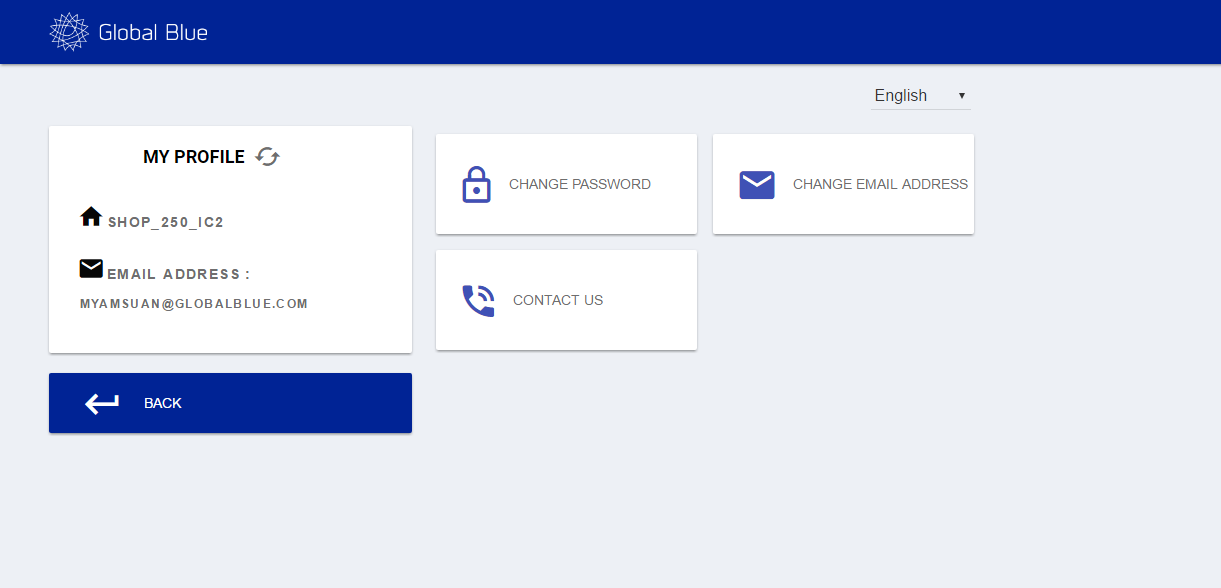 Global Blue
English
MY PROFILE
SHOP_250_IC2
EMAIL ADDRESS :
MYAMSUAN@GLOBALBLUE.COM
BACK
CHANGE PASSWORD
CHANGE EMAIL ADDRESS
CONTACT US